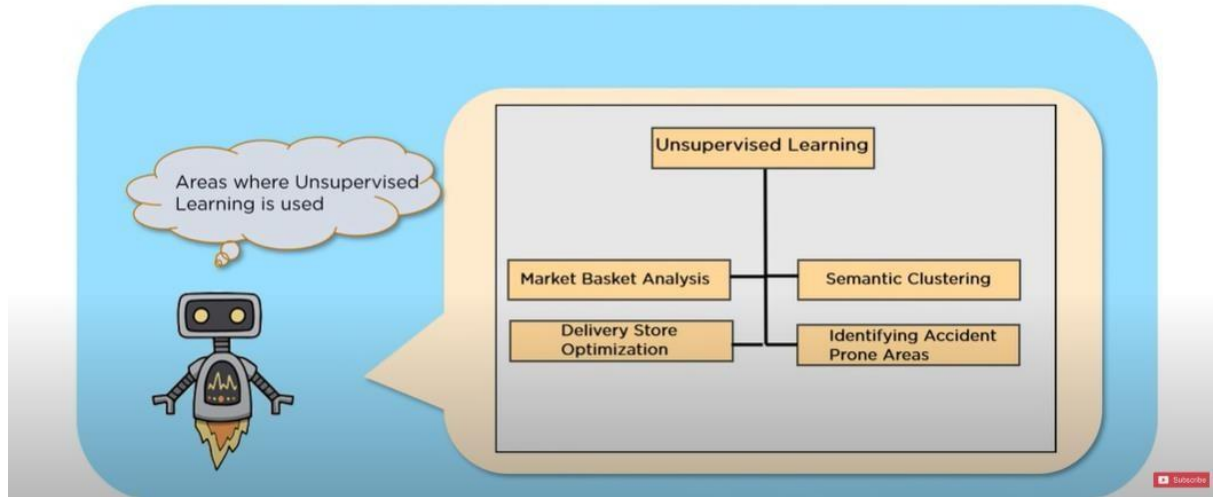 Areas where Unsupervised
Learning is used
Unsupervised Learning
Market Basket Analysis
Semantic Clustering
Delivery Store
Optimization
Identifying Accident
Prone Areas
Subscribe